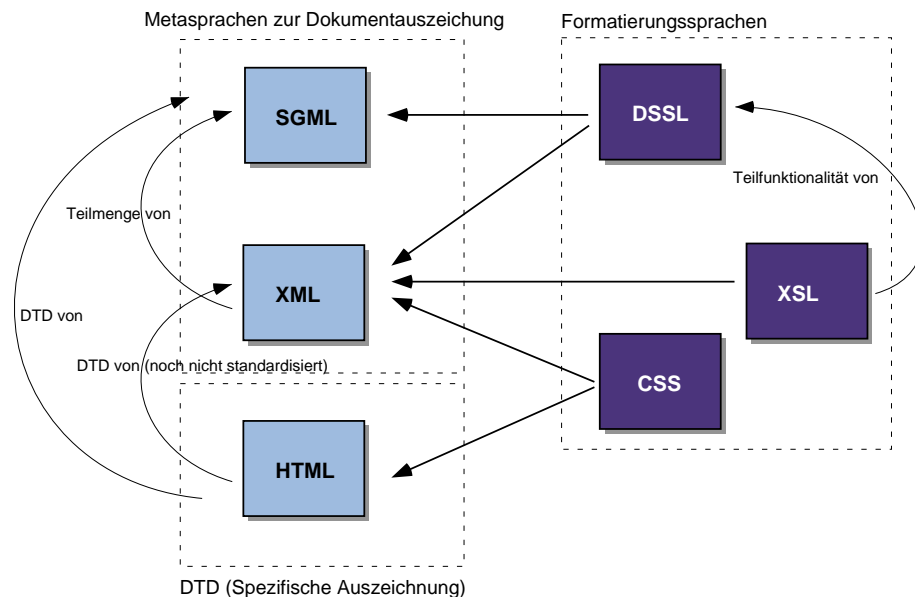 Metasprachen zur Dokumentauszeichung
Formatierungssprachen
SGML
DSSL
Teilfunktionalität von
Teilmenge von
XML
XSL
DTD von
DTD von (noch nicht standardisiert)
CSS
HTML
DTD (Spezifische Auszeichnung)